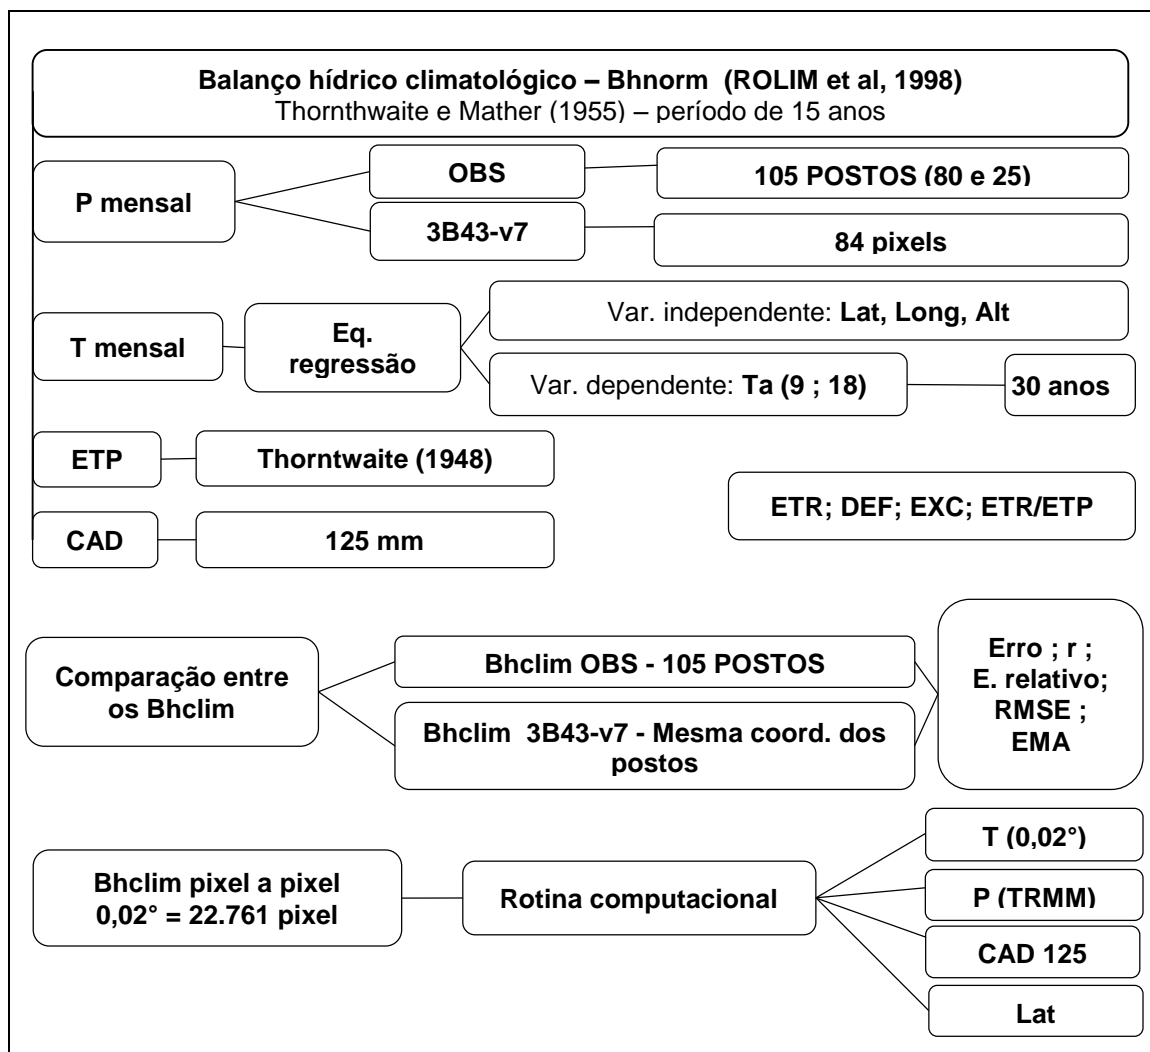 Balanço hídrico climatológico – Bhnorm (ROLIM et al, 1998)
Thornthwaite e Mather (1955) – período de 15 anos
P mensal
OBS
105 POSTOS (80 e 25)
3B43-v7
84 pixels
T mensal
Eq.
regressão
Var. independente: Lat, Long, Alt
Var. dependente: Ta (9 ; 18)
30 anos
ETP
Thorntwaite (1948)
ETR; DEF; EXC; ETR/ETP
CAD
125 mm
Comparação entre
os Bhclim
Bhclim OBS - 105 POSTOS
Bhclim 3B43-v7 - Mesma coord. dos
postos
Erro ; r ;
E. relativo;
RMSE ;
EMA
Bhclim pixel a pixel
0,02° = 22.761 pixel
Rotina computacional
T (0,02°)
P (TRMM)
CAD 125
Lat